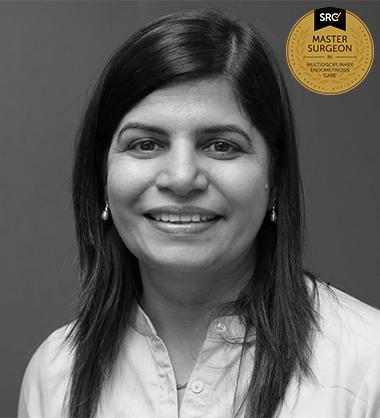 SRC
MASTER
SURGEON
IN
MULTIDISCIPLINARY
ENDOMETRIOSIS
CARE